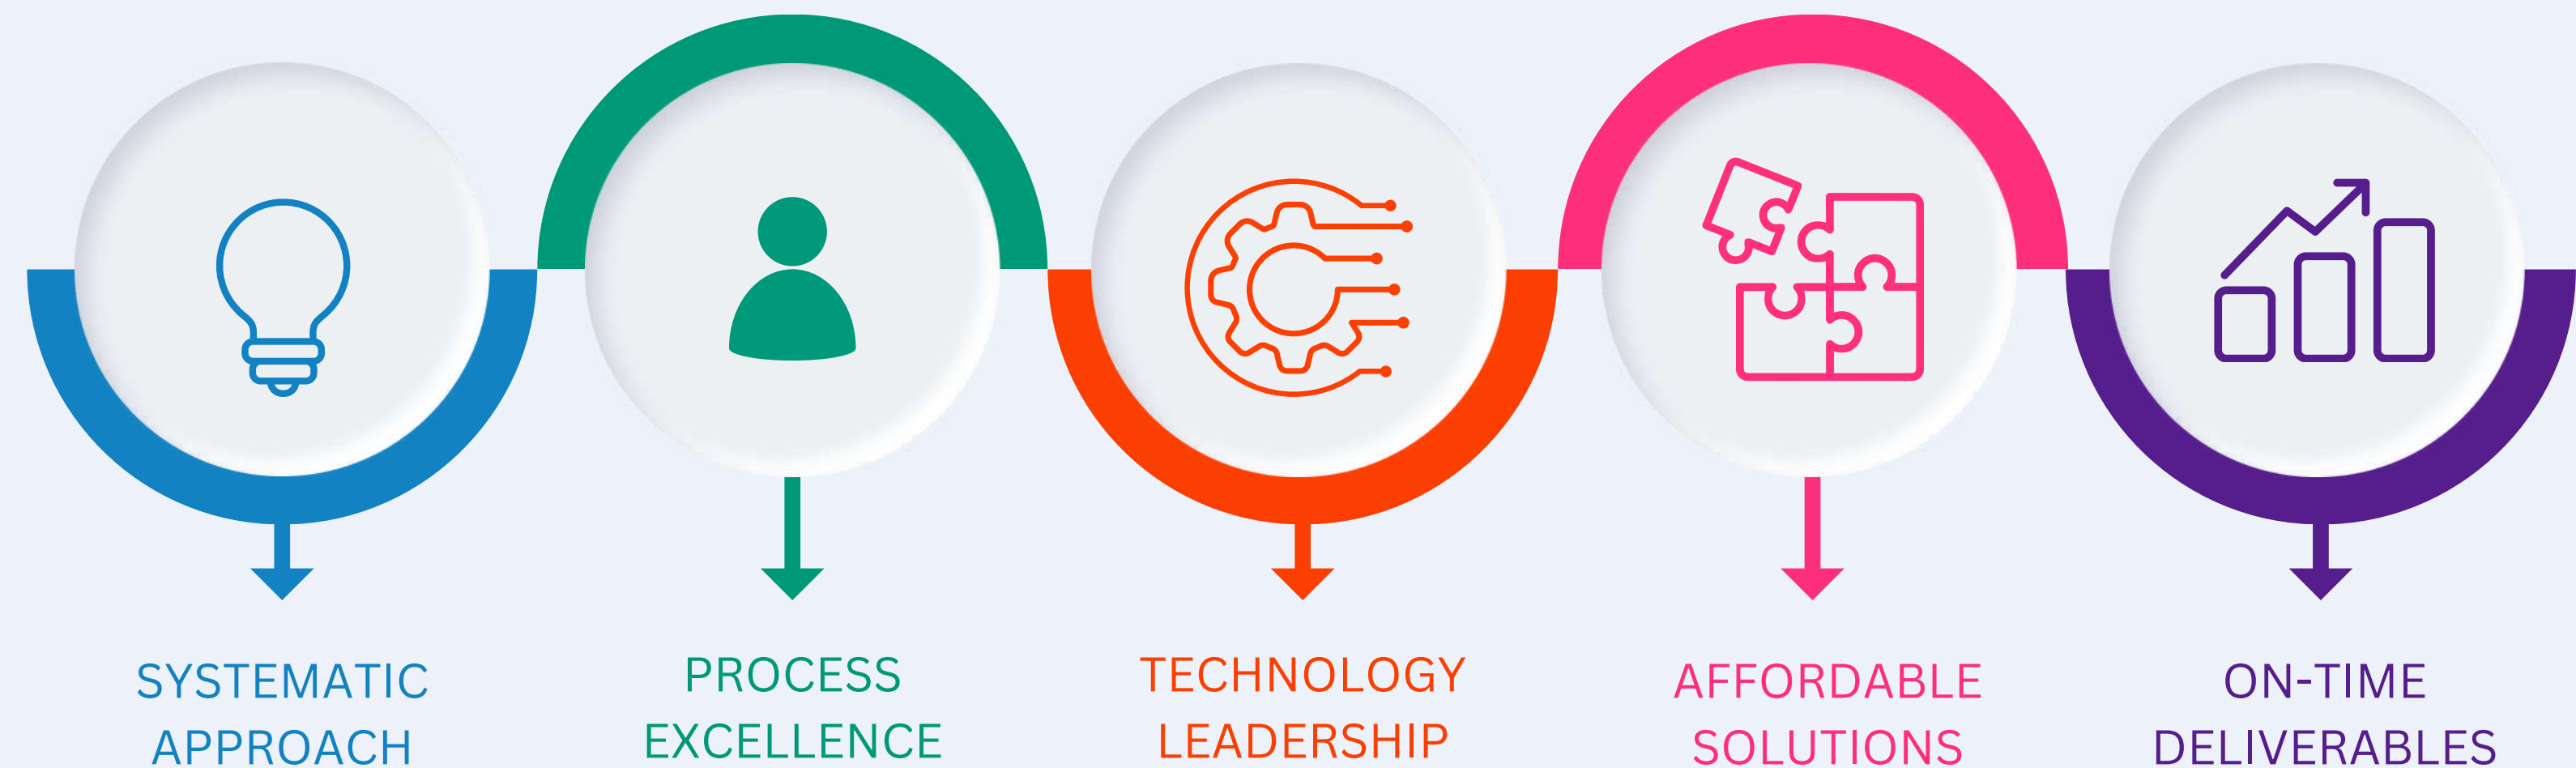 SYSTEMATIC
APPROACH
PROCESS
EXCELLENCE
TECHNOLOGY
LEADERSHIP
AFFORDABLE
SOLUTIONS
ON-TIME
DELIVERABLES